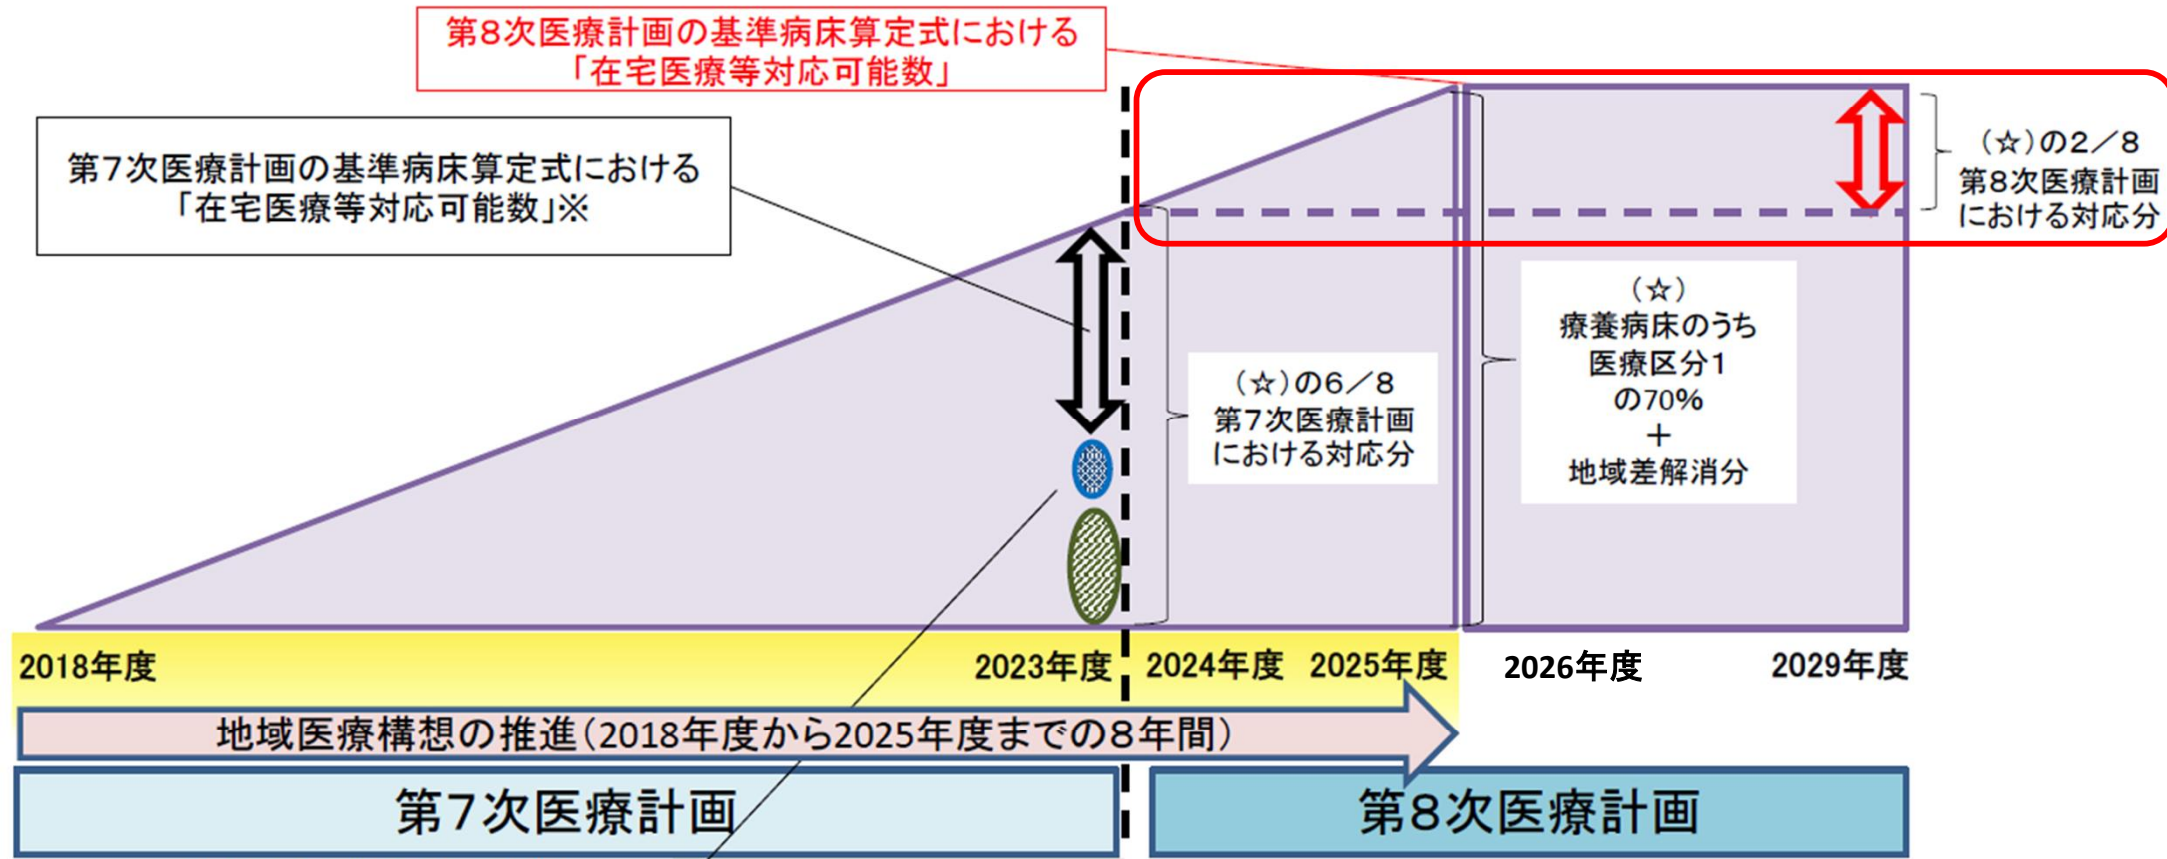 第8次医療計画の基準病床算定式における
「在宅医療等対応可能数」
第7次医療計画の基準病床算定式における
「在宅医療等対応可能数」※
(☆)の2/8
第8次医療計画
における対応分
(☆)
療養病床のうち
医療区分1
の70%
+
地域差解消分
(☆)の6/8
第7次医療計画
における対応分
2018年度 2023年度 2024年度 2025年度 2026年度 2029年度
地域医療構想の推進(2018年度から2025年度までの8年間)
第7次医療計画
第8次医療計画